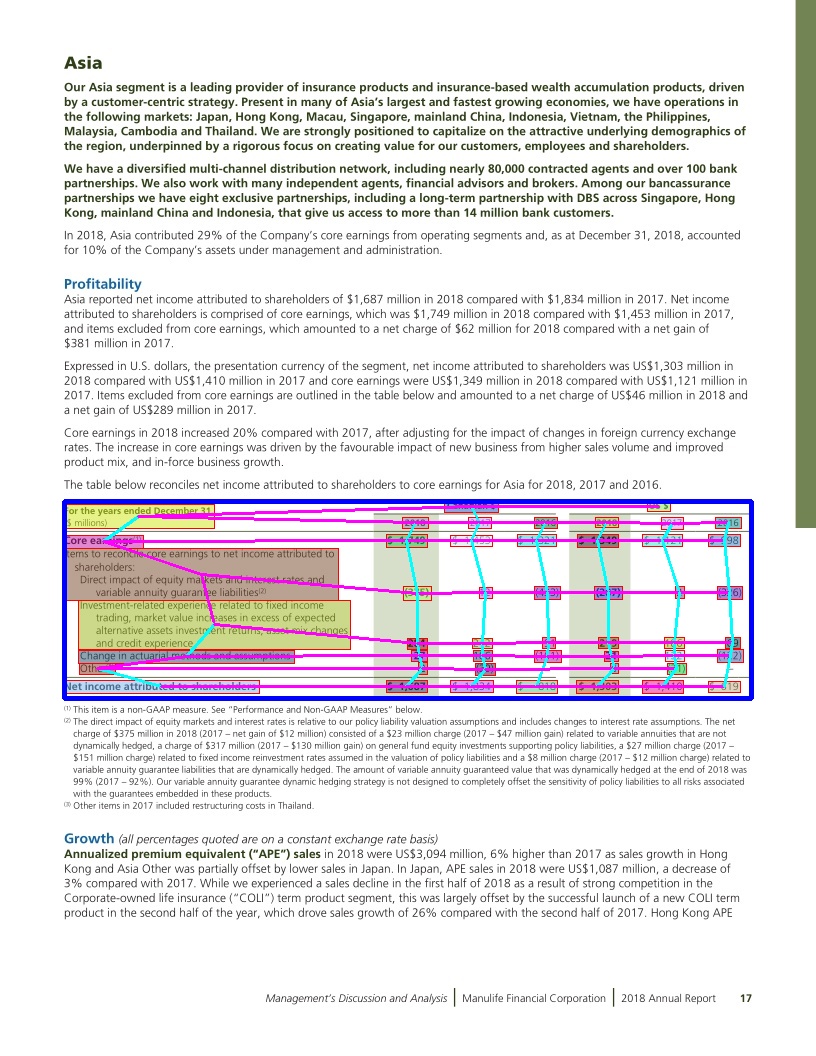 Asia
Our Asia segment is a leading provider of insurance products and insurance-based wealth accumulation products, driven
by a customer-centric strategy. Present in many of Asia's largest and fastest growing economies, we have operations in
the following markets: Japan, Hong Kong, Macau, Singapore, mainland China, Indonesia, Vietnam, the Philippines,
Malaysia, Cambodia and Thailand. We are strongly positioned to capitalize on the attractive underlying demographics of
the region, underpinned by a rigorous focus on creating value for our customers, employees and shareholders.
We have a diversified multi-channel distribution network, including nearly 80,000 contracted agents and over 100 bank
partnerships. We also work with many independent agents, financial advisors and brokers. Among our bancassurance
partnerships we have eight exclusive partnerships, including a long-term partnership with DBS across Singapore, Hong
Kong, mainland China and Indonesia, that give us access to more than 14 million bank customers.
In 2018, Asia contributed 29% of the Company's core earnings from operating segments and, as at December 31, 2018, accounted
for 10% of the Company's assets under management and administration.
Profitability
Asia reported net income attributed to shareholders of $1,687 million in 2018 compared with $1,834 million in 2017. Net income
attributed to shareholders is comprised of core earnings, which was $1,749 million in 2018 compared with $1,453 million in 2017,
and items excluded from core earnings, which amounted to a net charge of $62 million for 2018 compared with a net gain of
$381 million in 2017.
Expressed in U.S. dollars, the presentation currency of the segment, net income attributed to shareholders was US$1,303 million in
2018 compared with US$1,410 million in 2017 and core earnings were US$1,349 million in 2018 compared with US$1,121 million in
2017. Items excluded from core earnings are outlined in the table below and amounted to a net charge of US$46 million in 2018 and
a net gain of US$289 million in 2017.
Core earnings in 2018 increased 20% compared with 2017, after adjusting for the impact of changes in foreign currency exchange
rates. The increase in core earnings was driven by the favourable impact of new business from higher sales volume and improved
product mix, and in-force business growth.
The table below reconciles net income attributed to shareholders to core earnings for Asia for 2018, 2017 and 2016.
For the years ended December 31 US $
($ millions) 2018 2017 2016 2018 2017 2016
Core earnings(1) $ 1,749 $ 1,453 $ 1,349 $ 1,121
Items to reconcile core earnings to net income attributed to
shareholders:
Direct impact of equity markets and interest rates and
variable annuity guarantee liabilities(2)
Investment-related experience related to fixed income
trading, market value increases in excess of expected
alternative assets investment returns, asset mix changes
and credit experience
Change in actuarial methods and assumptions
Other
Net income attributed to shareholders $ 1,687 $ 1,834 $ 818 $ 1,303 $ 1,410 $ 619
(1) This item is a non-GAAP measure. See "Performance and Non-GAAP Measures" below.
(2) The direct impact of equity markets and interest rates is relative to our policy liability valuation assumptions and includes changes to interest rate assumptions. The net
charge of $375 million in 2018 (2017 – net gain of $12 million) consisted of a $23 million charge (2017 – $47 million gain) related to variable annuities that are not
dynamically hedged, a charge of $317 million (2017 – $130 million gain) on general fund equity investments supporting policy liabilities, a $27 million charge (2017 –
$151 million charge) related to fixed income reinvestment rates assumed in the valuation of policy liabilities and a $8 million charge (2017 – $12 million charge) related to
variable annuity guarantee liabilities that are dynamically hedged. The amount of variable annuity guaranteed value that was dynamically hedged at the end of 2018 was
99% (2017 – 92%). Our variable annuity guarantee dynamic hedging strategy is not designed to completely offset the sensitivity of policy liabilities to all risks associated
with the guarantees embedded in these products.
(3) Other items in 2017 included restructuring costs in Thailand.
Growth (all percentages quoted are on a constant exchange rate basis)
Annualized premium equivalent ("APE") sales in 2018 were US$3,094 million, 6% higher than 2017 as sales growth in Hong
Kong and Asia Other was partially offset by lower sales in Japan. In Japan, APE sales in 2018 were US$1,087 million, a decrease of
3% compared with 2017. While we experienced a sales decline in the first half of 2018 as a result of strong competition in the
Corporate-owned life insurance ("COLI") term product segment, this was largely offset by the successful launch of a new COLI term
product in the second half of the year, which drove sales growth of 26% compared with the second half of 2017. Hong Kong APE
Management's Discussion and Analysis | Manulife Financial Corporation | 2018 Annual Report 17